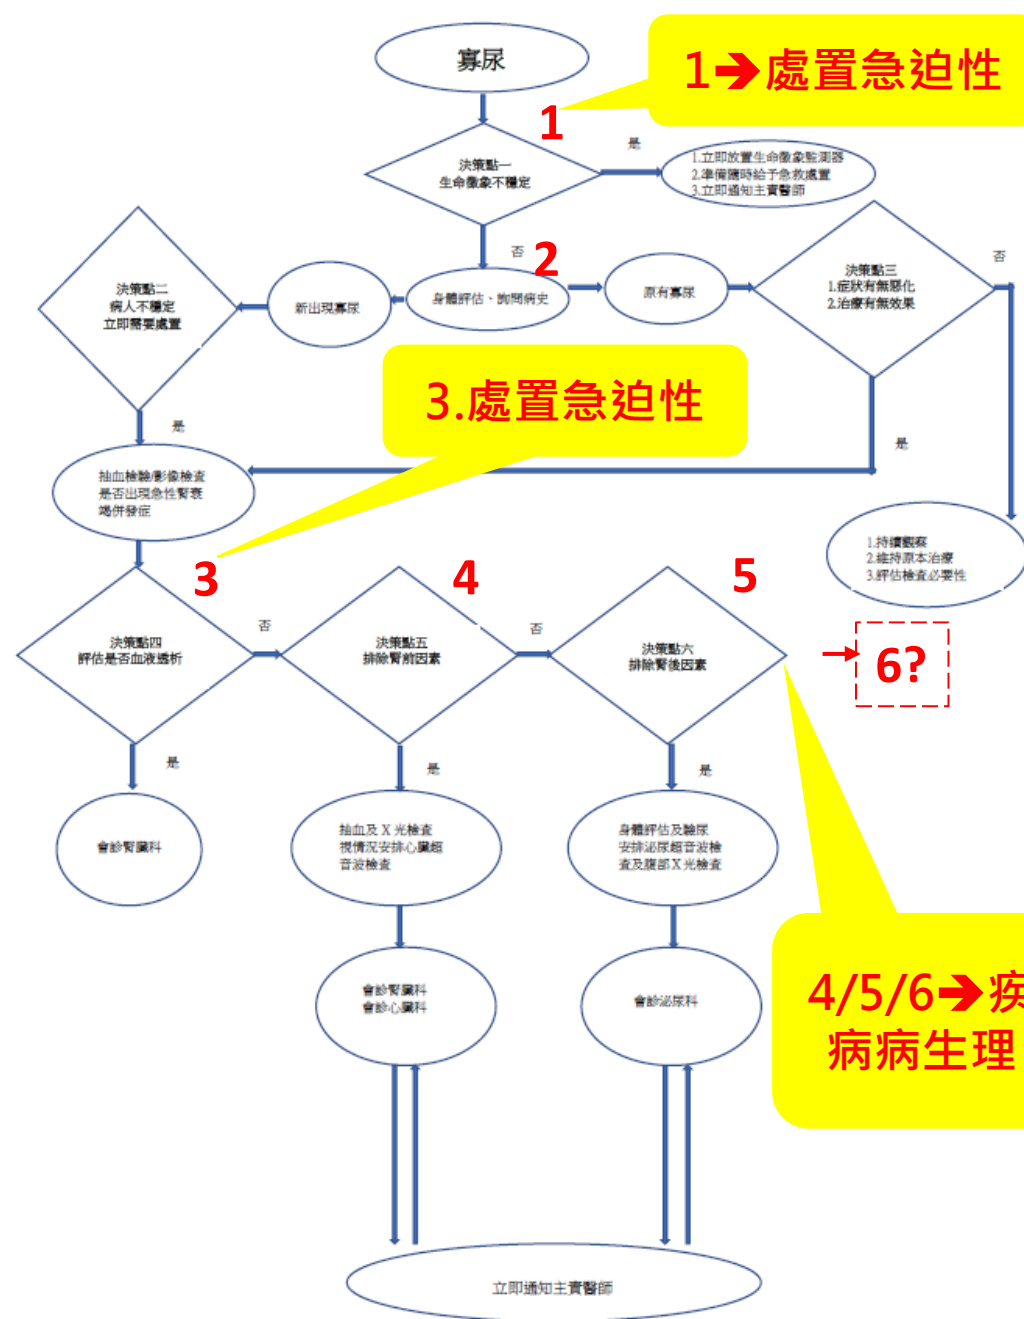 寡尿
1➔處置急迫性
1
決策點一
生命徵象不穩定
是
1.立即放置生命徵象監測器
2.準備隨時給予急救處置
3.立即通知主責醫師
否
2
身體評估、詢問病史
新出現寡尿
原有寡尿
決策點二
病人不穩定
立即需要處置
決策點三
1.症狀有無惡化
2.治療有無效果
否
3.處置急迫性
是
是
抽血檢驗/影像檢查
是否出現急性腎衰
竭併發症
1.持續觀察
2.維持原本治療
3.評估檢查必要性
3
4
5
決策點四
評估是否血液透析
否
決策點五
排除腎前因素
否
決策點六
排除腎後因素
6?
是
是
是
會診腎臟科
抽血及 X 光檢查
視情況安排心臟超
音波檢查
身體評估及驗尿
安排泌尿超音波檢
查及腹部 X 光檢查
4/5/6➔疾
病病生理
會診腎臟科
會診心臟科
會診泌尿科
立即通知主責醫師